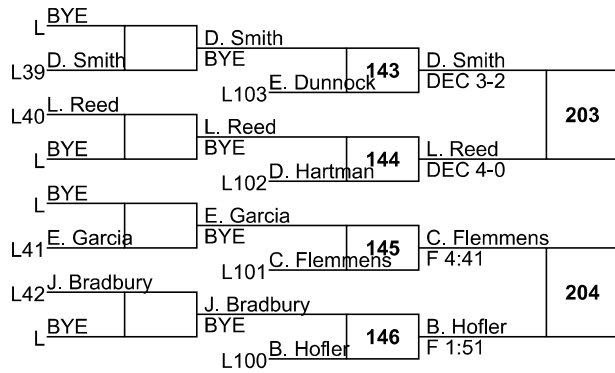 L BYE
D. Smith
BYE
L39 D. Smith
L103 E. Dunnock
143
D. Smith
DEC 3-2
L40 L. Reed
L. Reed
BYE
L BYE
L102 D. Hartman
144
L. Reed
DEC 4-0
203
L BYE
E. Garcia
BYE
L41 E. Garcia
L101 C. Flemmens
145
C. Flemmens
F 4:41
L42 J. Bradbury
J. Bradbury
BYE
L BYE
L100 B. Hofler
146
B. Hofler
F 1:51
204